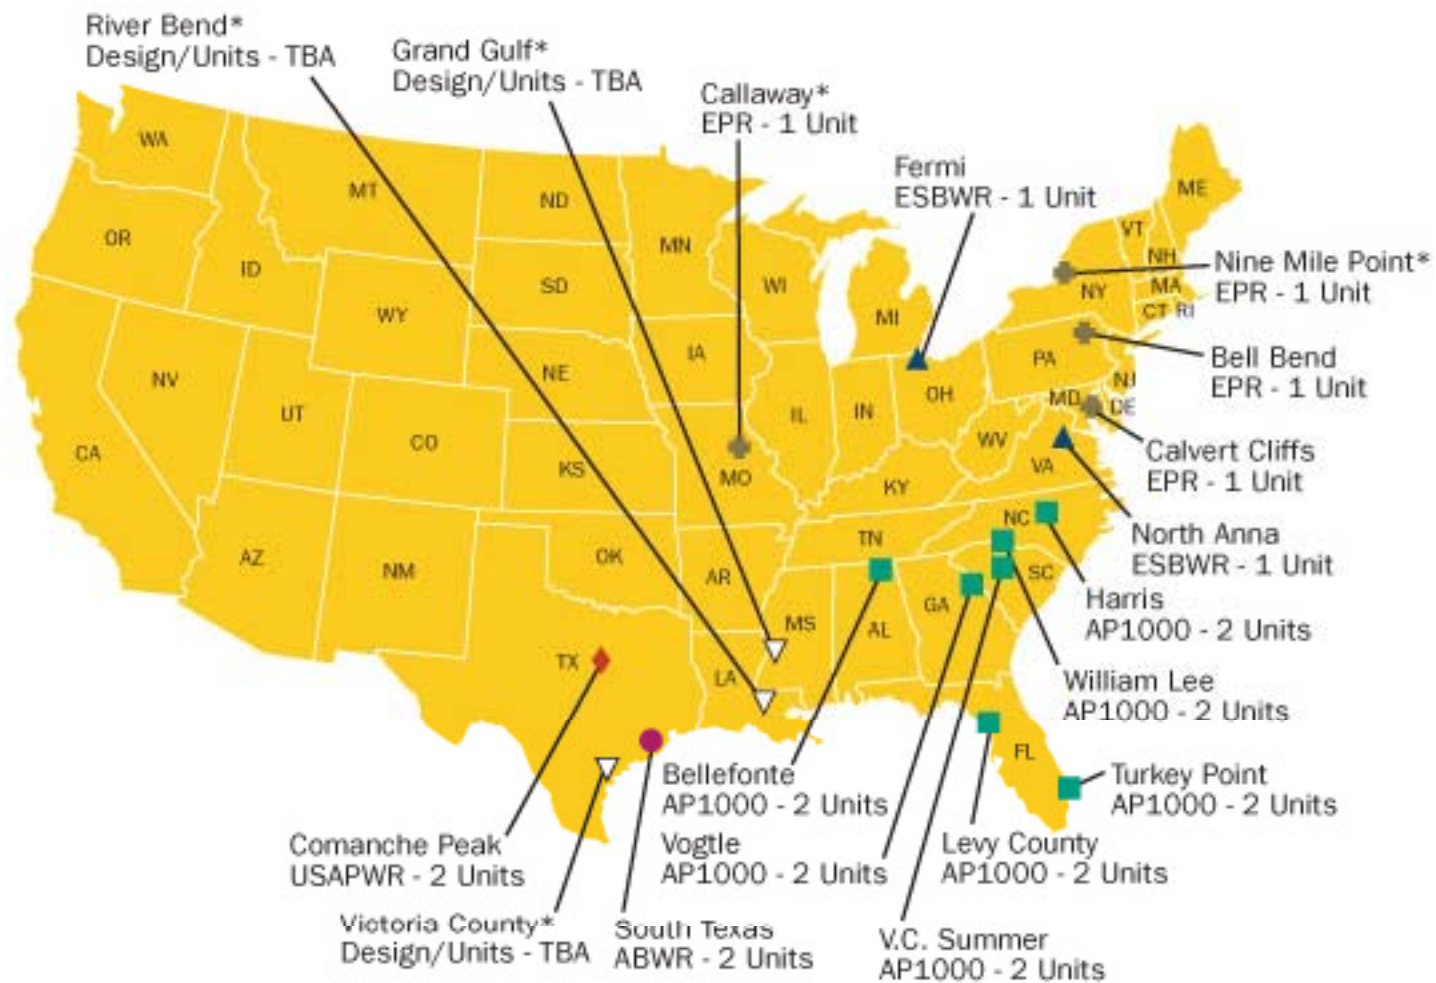 River Bend*
Design/Units - TBA
Grand Gulf*
Design/Units - TBA
Callaway*
EPR - 1 Unit
Fermi
ESBWR - 1 Unit
Nine Mile Point*
EPR - 1 Unit
Bell Bend
EPR - 1 Unit
Calvert Cliffs
EPR - 1 Unit
North Anna
ESBWR - 1 Unit
Harris
AP1000 - 2 Units
William Lee
AP1000 - 2 Units
Turkey Point
AP1000 - 2 Units
Levy County
AP1000 - 2 Units
V.C. Summer
AP1000 - 2 Units
Bellefonte
AP1000 - 2 Units
Vogtle
AP1000 - 2 Units
South Texas
ABWR - 2 Units
Victoria County*
Design/Units - TBA
Comanche Peak
USAPWR - 2 Units
WA
MT
ND
MN
ME
VT
NH
OR
ID
SD
WI
MI
NY
MA
CT RI
WY
IA
PA
NJ
NV
NE
OH
MD
DE
UT
CO
IL
IN
WV
CA
KS
MO
KY
VA
AZ
NM
OK
AR
TN
NC
SC
TX
LA
MS
AL
GA
FL